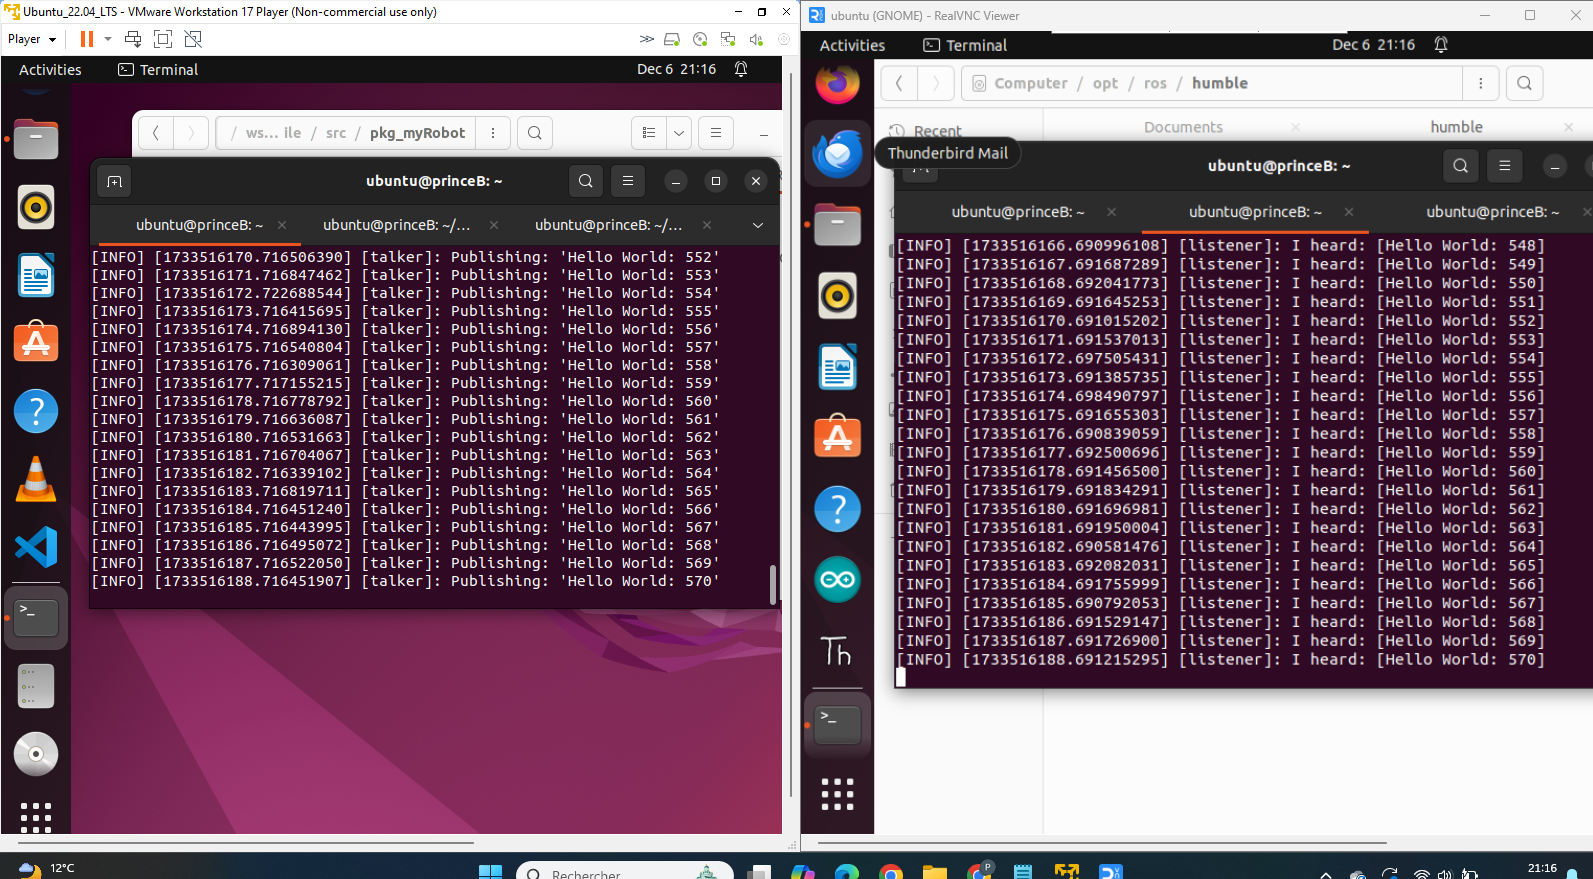 Ubuntu_22.04_LTS - VMware Workstation 17 Player (Non-commercial use only)
Player
Activities
Terminal
Dec 6 21:16
/ ws... ile / src / pkg_myRobot
ubuntu@princeB: ~
ubuntu@princeB: ~
ubuntu@princeB: ~/...
ubuntu@princeB: ~/...
[INFO] [1733516170.716506390] [talker]: Publishing: 'Hello World: 552'
[INFO] [1733516171.716847462] [talker]: Publishing: 'Hello World: 553'
[INFO] [1733516172.722688544] [talker]: Publishing: 'Hello World: 554'
[INFO] [1733516173.716415695] [talker]: Publishing: 'Hello World: 555'
[INFO] [1733516174.716894130] [talker]: Publishing: 'Hello World: 556'
[INFO] [1733516175.716540804] [talker]: Publishing: 'Hello World: 557'
[INFO] [1733516176.716309061] [talker]: Publishing: 'Hello World: 558'
[INFO] [1733516177.717155215] [talker]: Publishing: 'Hello World: 559'
[INFO] [1733516178.716778792] [talker]: Publishing: 'Hello World: 560'
[INFO] [1733516179.716636087] [talker]: Publishing: 'Hello World: 561'
[INFO] [1733516180.716531663] [talker]: Publishing: 'Hello World: 562'
[INFO] [1733516181.716704067] [talker]: Publishing: 'Hello World: 563'
[INFO] [1733516182.716339102] [talker]: Publishing: 'Hello World: 564'
[INFO] [1733516183.716819711] [talker]: Publishing: 'Hello World: 565'
[INFO] [1733516184.716451240] [talker]: Publishing: 'Hello World: 566'
[INFO] [1733516185.716443995] [talker]: Publishing: 'Hello World: 567'
[INFO] [1733516186.716495072] [talker]: Publishing: 'Hello World: 568'
[INFO] [1733516187.716522050] [talker]: Publishing: 'Hello World: 569'
[INFO] [1733516188.716451907] [talker]: Publishing: 'Hello World: 570'
ubuntu (GNOME) - RealVNC Viewer
Activities
Terminal
Dec 6 21:16
Computer / opt / ros / humble
Recent
Documents
humble
Thunderbird Mail
ubuntu@princeB: ~
ubuntu@princeB: ~
ubuntu@princeB: ~
ubuntu@princeB: ~
[INFO] [1733516166.690996108] [listener]: I heard: [Hello World: 548]
[INFO] [1733516167.691687289] [listener]: I heard: [Hello World: 549]
[INFO] [1733516168.692041773] [listener]: I heard: [Hello World: 550]
[INFO] [1733516169.691645253] [listener]: I heard: [Hello World: 551]
[INFO] [1733516170.691015202] [listener]: I heard: [Hello World: 552]
[INFO] [1733516171.691537013] [listener]: I heard: [Hello World: 553]
[INFO] [1733516172.697505431] [listener]: I heard: [Hello World: 554]
[INFO] [1733516173.691385735] [listener]: I heard: [Hello World: 555]
[INFO] [1733516174.698490797] [listener]: I heard: [Hello World: 556]
[INFO] [1733516175.691655303] [listener]: I heard: [Hello World: 557]
[INFO] [1733516176.690839059] [listener]: I heard: [Hello World: 558]
[INFO] [1733516177.692500696] [listener]: I heard: [Hello World: 559]
[INFO] [1733516178.691456500] [listener]: I heard: [Hello World: 560]
[INFO] [1733516179.691834291] [listener]: I heard: [Hello World: 561]
[INFO] [1733516180.691696981] [listener]: I heard: [Hello World: 562]
[INFO] [1733516181.691950004] [listener]: I heard: [Hello World: 563]
[INFO] [1733516182.690581476] [listener]: I heard: [Hello World: 564]
[INFO] [1733516183.692082031] [listener]: I heard: [Hello World: 565]
[INFO] [1733516184.691755999] [listener]: I heard: [Hello World: 566]
[INFO] [1733516185.690792053] [listener]: I heard: [Hello World: 567]
[INFO] [1733516186.691529147] [listener]: I heard: [Hello World: 568]
[INFO] [1733516187.691726900] [listener]: I heard: [Hello World: 569]
[INFO] [1733516188.691215295] [listener]: I heard: [Hello World: 570]
Th
12°C
Rechercher
P
21:16